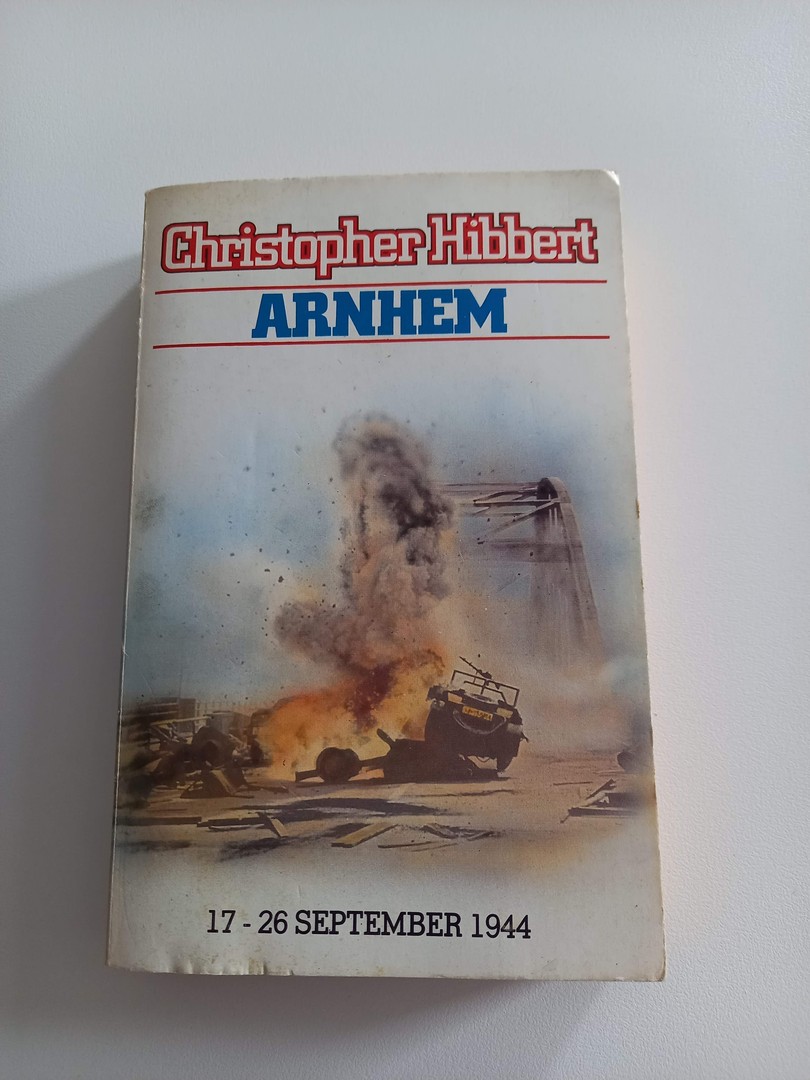 Christopher Hibbert
ARNHEM
17 - 26 SEPTEMBER 1944